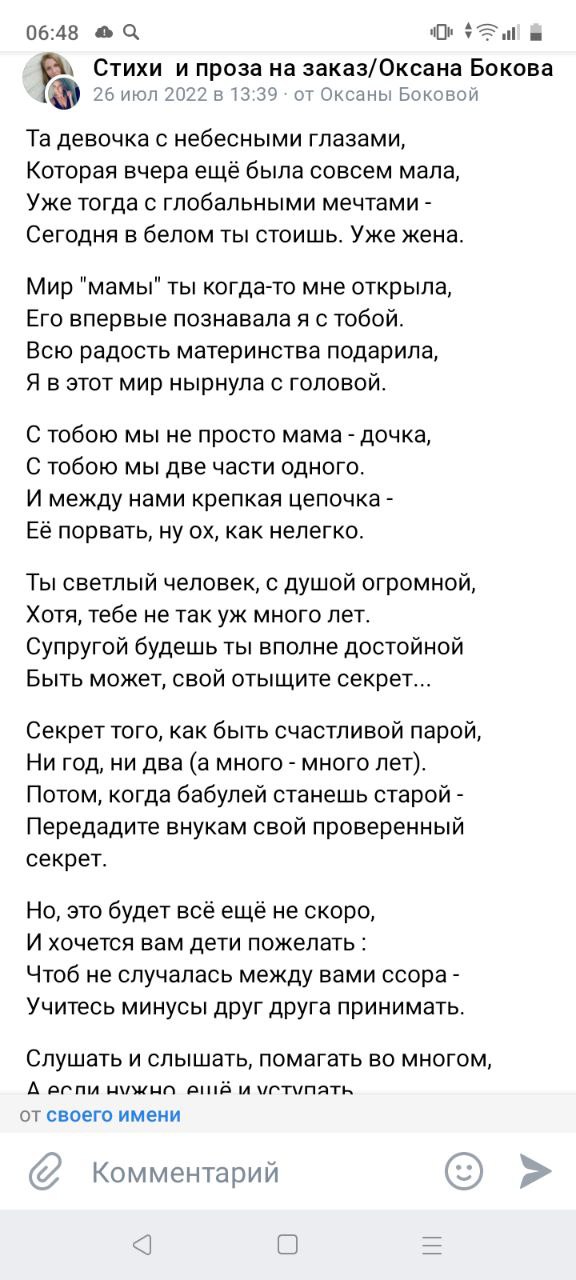 06:48
Стихи и проза на заказ/Оксана Бокова
26 июл 2022 в 13:39 · от Оксаны Боковой
Та девочка с небесными глазами,
Которая вчера ещё была совсем мала,
Уже тогда с глобальными мечтами -
Сегодня в белом ты стоишь. Уже жена.
Мир "мамы" ты когда-то мне открыла,
Его впервые познавала я с тобой.
Всю радость материнства подарила,
Я в этот мир нырнула с головой.
С тобою мы не просто мама - дочка,
С тобою мы две части одного.
И между нами крепкая цепочка -
Её порвать, ну ох, как нелегко.
Ты светлый человек, с душой огромной,
Хотя, тебе не так уж много лет.
Супругой будешь ты вполне достойной
Быть может, свой отыщите секрет...
Секрет того, как быть счастливой парой,
Ни год, ни два (а много - много лет).
Потом, когда бабулей станешь старой -
Передадите внукам свой проверенный
секрет.
Но, это будет всё ещё не скоро,
И хочется вам дети пожелать :
Чтоб не случалась между вами ссора -
Учитесь минусы друг друга принимать.
Слушать и слышать, помагать во многом,
А если нужно, ещё и уступать
от своего имени
Комментарий